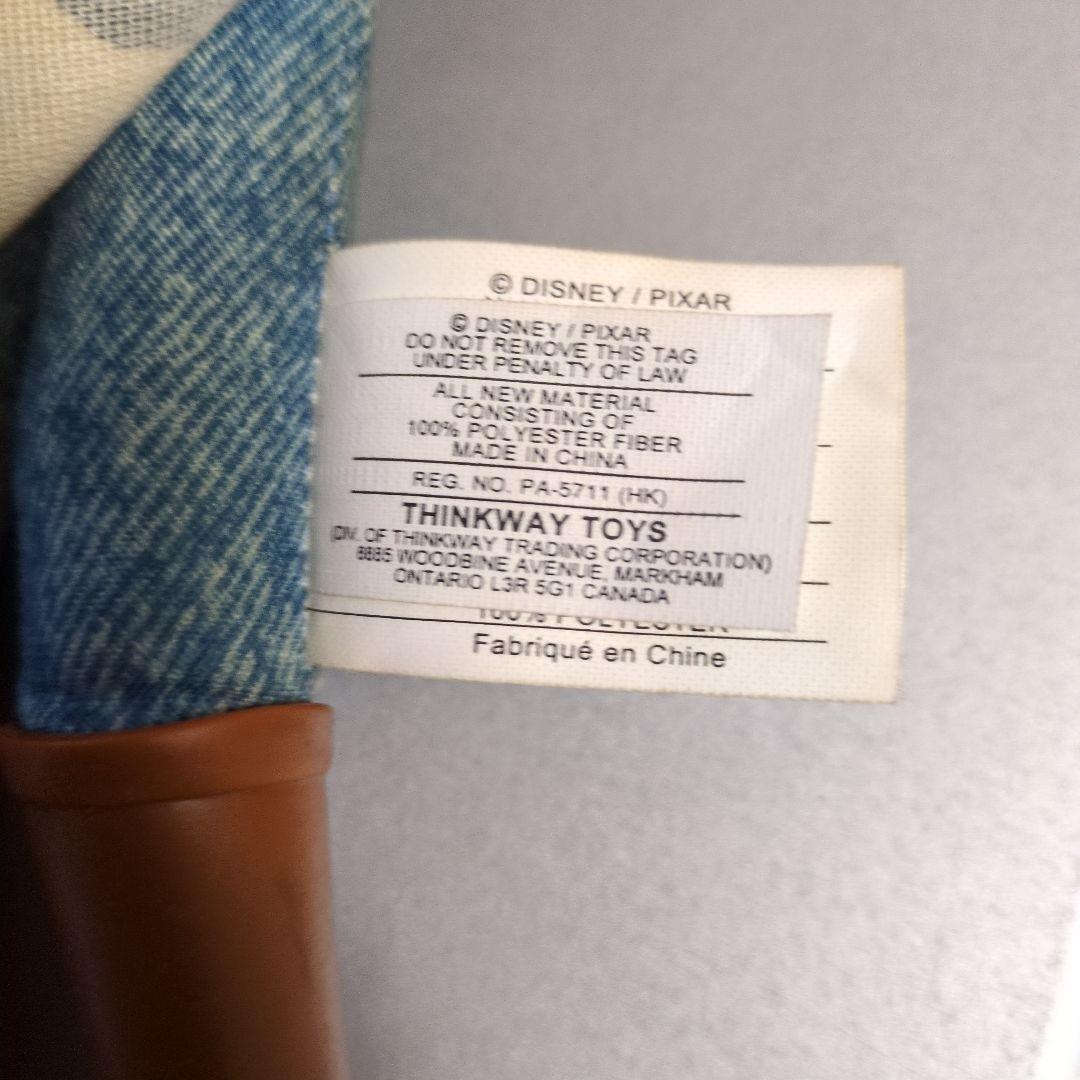 © DISNEY / PIXAR
© DISNEY / PIXAR
DO NOT REMOVE THIS TAG
UNDER PENALTY OF LAW
ALL NEW MATERIAL
CONSISTING OF
100% POLYESTER FIBER
MADE IN CHINA
REG. NO. PA-5711 (HK)
THINKWAY TOYS
(DIV. OF THINKWAY TRADING CORPORATION)
8885 WOODBINE AVENUE, MARKHAM
ONTARIO L3R 5G1 CANADA
100% POLYESTER
Fabriqué en Chine